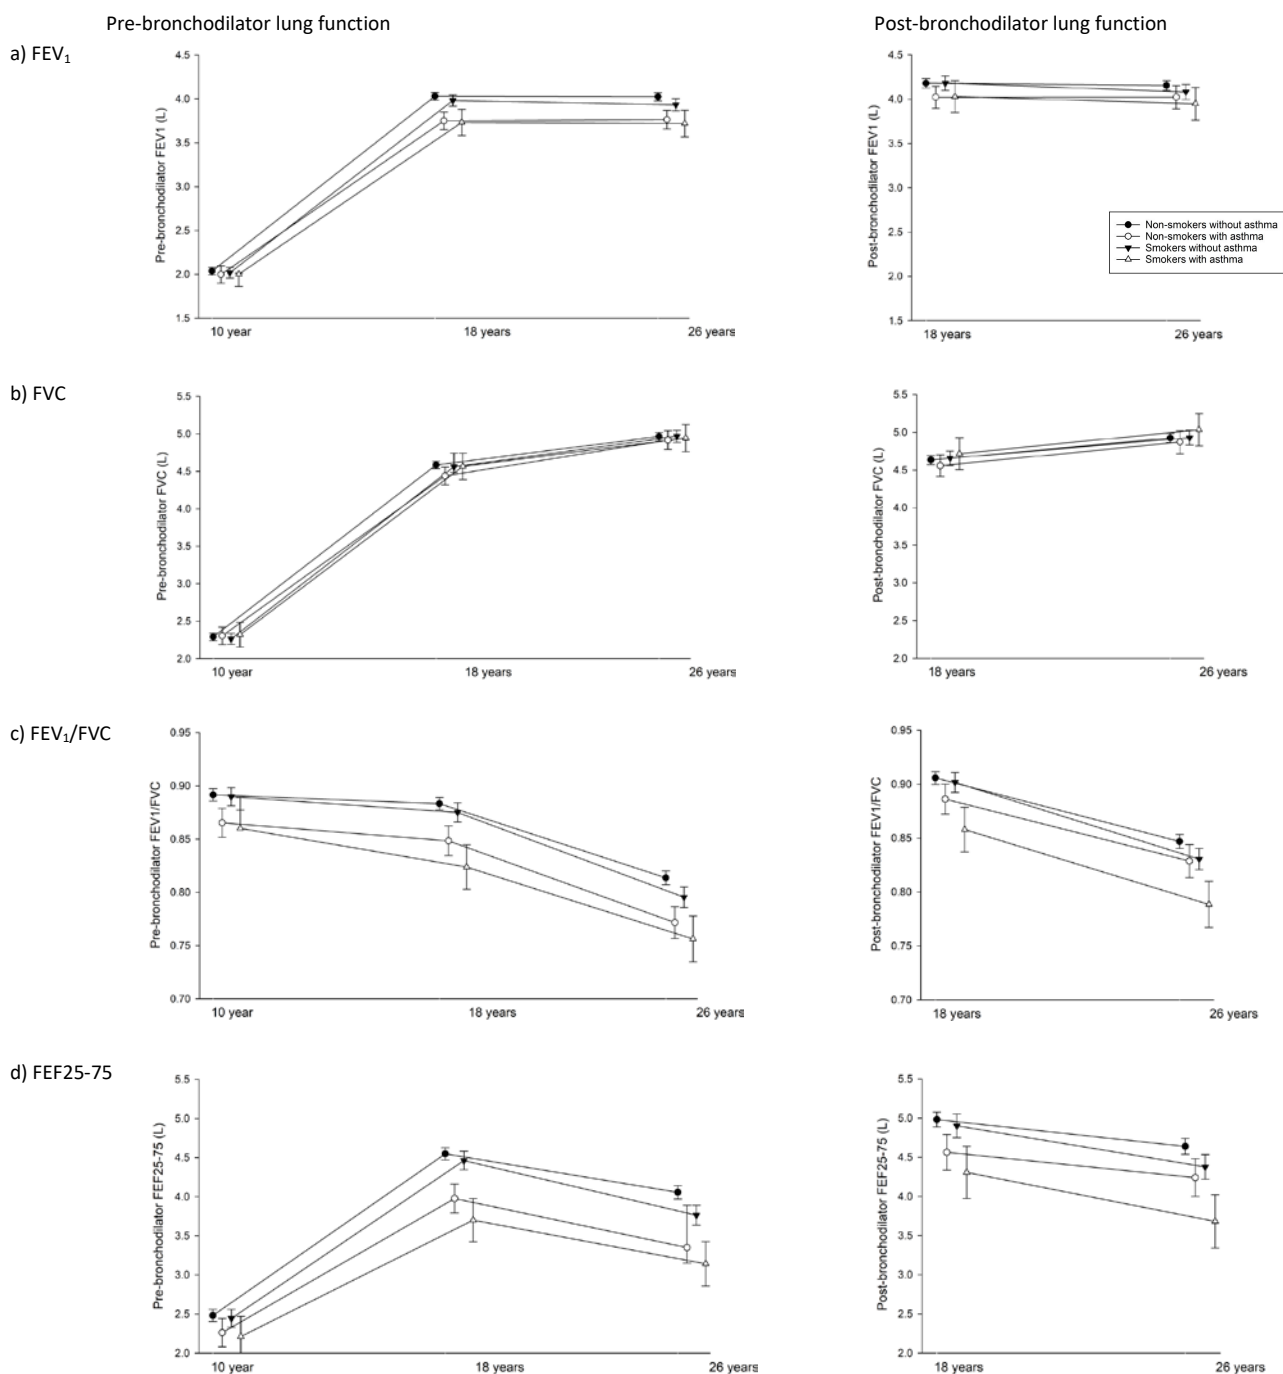 Pre-bronchodilator lung function
Post-bronchodilator lung function
a) FEV1
Pre-bronchodilator FEV1 (L)
4.5
4.0
3.5
3.0
2.5
2.0
1.5
10 year
18 years
26 years
Post-bronchodilator FEV1 (L)
4.5
4.0
3.5
3.0
2.5
2.0
1.5
18 years
26 years
Non-smokers without asthma
Non-smokers with asthma
Smokers without asthma
Smokers with asthma
b) FVC
Pre-bronchodilator FVC (L)
5.5
5.0
4.5
4.0
3.5
3.0
2.5
2.0
10 year
18 years
26 years
Post-bronchodilator FVC (L)
5.5
5.0
4.5
4.0
3.5
3.0
2.5
2.0
18 years
26 years
c) FEV1/FVC
Pre-bronchodilator FEV1/FVC
0.95
0.90
0.85
0.80
0.75
0.70
10 year
18 years
26 years
Post-bronchodilator FEV1/FVC
0.95
0.90
0.85
0.80
0.75
0.70
18 years
26 years
d) FEF25-75
Pre-bronchodilator FEF25-75 (L)
5.5
5.0
4.5
4.0
3.5
3.0
2.5
2.0
10 year
18 years
26 years
Post-bronchodilator FEF25-75 (L)
5.5
5.0
4.5
4.0
3.5
3.0
2.5
2.0
18 years
26 years